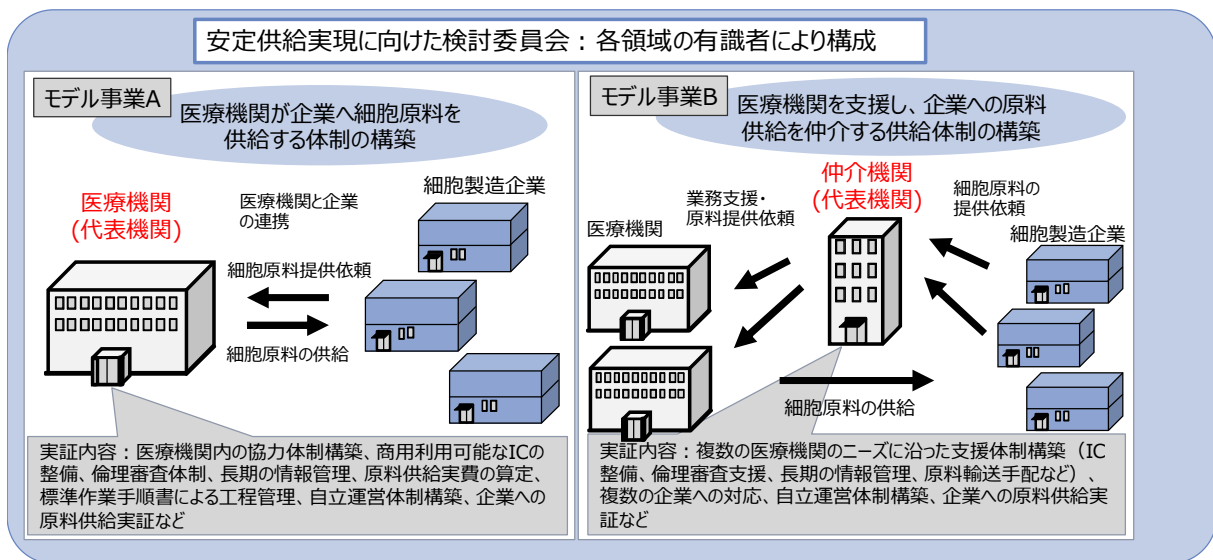 安定供給実現に向けた検討委員会：各領域の有識者により構成
モデル事業A
医療機関が企業へ細胞原料を
供給する体制の構築
医療機関
(代表機関)
医療機関と企業
の連携
細胞製造企業
細胞原料提供依頼
細胞原料の供給
実証内容：医療機関内の協力体制構築、商用利用可能なICの
整備、倫理審査体制、長期の情報管理、原料供給実費の算定、
標準作業手順書による工程管理、自立運営体制構築、企業への
原料供給実証など
モデル事業B
医療機関を支援し、企業への原料
供給を仲介する供給体制の構築
仲介機関
(代表機関)
業務支援・
原料提供依頼
細胞原料の
提供依頼
医療機関
細胞製造企業
細胞原料の供給
実証内容：複数の医療機関のニーズに沿った支援体制構築（IC
整備、倫理審査支援、長期の情報管理、原料輸送手配など）、
複数の企業への対応、自立運営体制構築、企業への原料供給実
証など